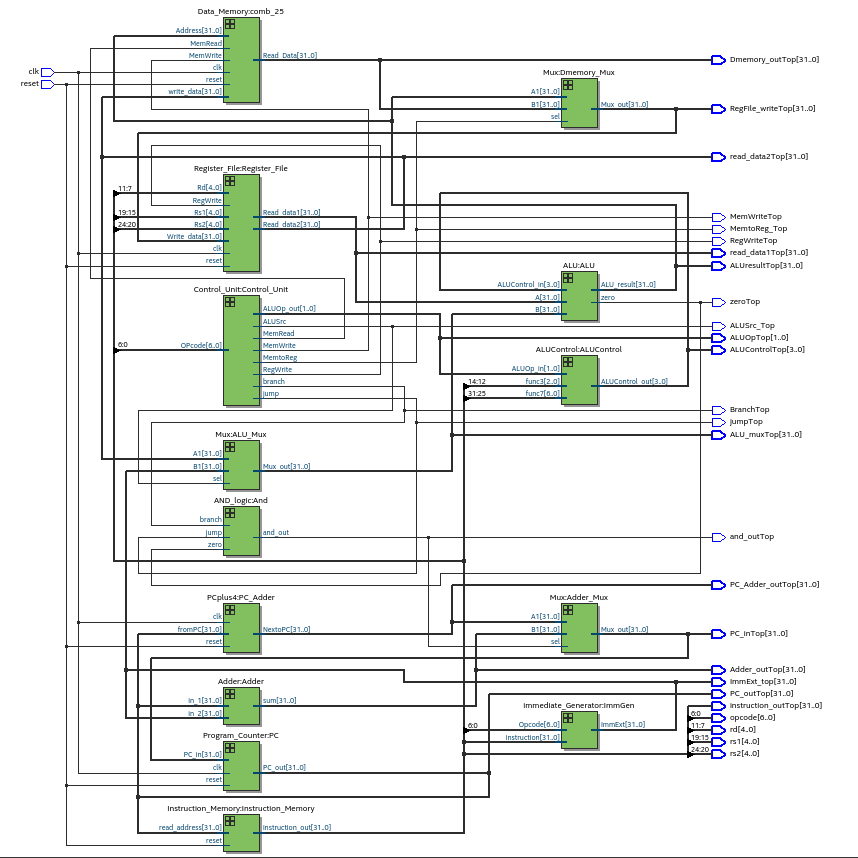 Data_Memory:comb_25
Address[31..0]
MemRead
MemWrite
clk
reset
write_data[31..0]
Read_Data[31..0]
clk
reset
Mux:Dmemory_Mux
A1[31..0]
B1[31..0]
sel
Mux_out[31..0]
Dmemory_outTop[31..0]
RegFile_writeTop[31..0]
read_data2Top[31..0]
Register_File:Register_File
11:7
19:15
24:20
Rd[4..0]
RegWrite
Rs1[4..0]
Rs2[4..0]
Write_data[31..0]
clk
reset
Read_data1[31..0]
Read_data2[31..0]
MemWriteTop
MemtoReg_Top
RegWriteTop
read_data1Top[31..0]
ALUresultTop[31..0]
ALU:ALU
ALUControl_in[3..0]
A[31..0]
B[31..0]
ALU_result[31..0]
zero
zeroTop
Control_Unit:Control_Unit
6:0
OPcode[6..0]
ALUOp_out[1..0]
ALUSrc
MemRead
MemWrite
MemtoReg
RegWrite
branch
jump
ALUSrc_Top
ALUOpTop[1..0]
ALUControlTop[3..0]
ALUControl:ALUControl
14:12
31:25
ALUOp_in[1..0]
func3[2..0]
func7[6..0]
ALUControl_out[3..0]
BranchTop
jumpTop
ALU_muxTop[31..0]
Mux:ALU_Mux
A1[31..0]
B1[31..0]
sel
Mux_out[31..0]
AND_logic:And
branch
jump
zero
and_out
and_outTop
PC_Adder_outTop[31..0]
PCplus4:PC_Adder
clk
fromPC[31..0]
reset
NextoPC[31..0]
Mux:Adder_Mux
A1[31..0]
B1[31..0]
sel
Mux_out[31..0]
PC_inTop[31..0]
Adder:Adder
in_1[31..0]
in_2[31..0]
sum[31..0]
Adder_outTop[31..0]
ImmExt_top[31..0]
PC_outTop[31..0]
instruction_outTop[31..0]
6:0
opcode[6..0]
11:7
rd[4..0]
19:15
rs1[4..0]
24:20
rs2[4..0]
Immediate_Generator:ImmGen
6:0
Opcode[6..0]
instruction[31..0]
ImmExt[31..0]
Program_Counter:PC
PC_in[31..0]
clk
reset
PC_out[31..0]
Instruction_Memory:Instruction_Memory
read_address[31..0]
reset
instruction_out[31..0]